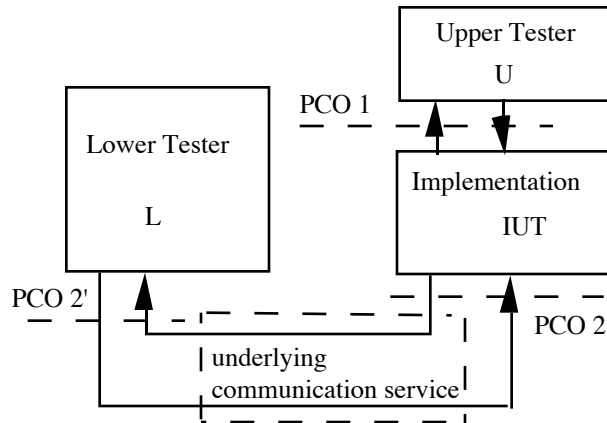 Upper Tester
U
PCO 1
Lower Tester
L
Implementation
IUT
PCO 2'
PCO 2
underlying
communication service